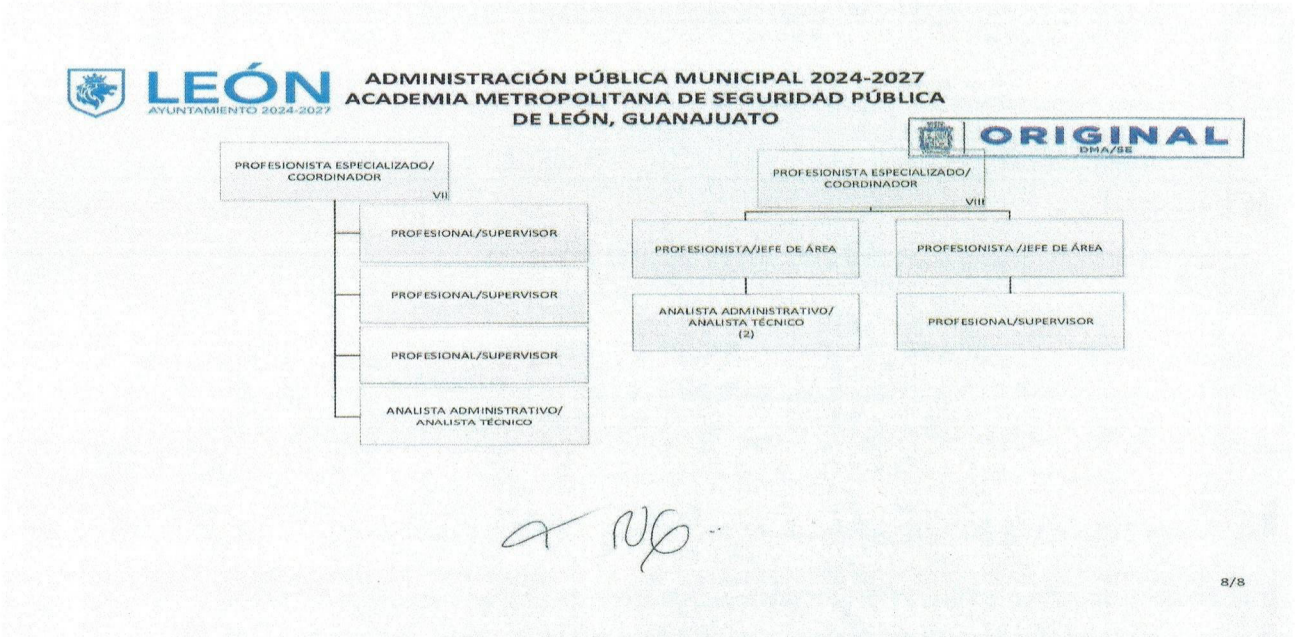 LEÓN
AYUNTAMIENTO 2024-2027
ADMINISTRACIÓN PÚBLICA MUNICIPAL 2024-2027
ACADEMIA METROPOLITANA DE SEGURIDAD PÚBLICA
DE LEÓN, GUANAJUATO
ORIGINAL
DMA/SE
PROFESIONISTA ESPECIALIZADO/
COORDINADOR
VII
PROFESIONAL/SUPERVISOR
PROFESIONAL/SUPERVISOR
PROFESIONAL/SUPERVISOR
ANALISTA ADMINISTRATIVO/
ANALISTA TÉCNICO
PROFESIONISTA ESPECIALIZADO/
COORDINADOR
VIII
PROFESIONISTA/JEFE DE ÁREA
ANALISTA ADMINISTRATIVO/
ANALISTA TÉCNICO
(2)
PROFESIONISTA /JEFE DE ÁREA
PROFESIONAL/SUPERVISOR
8/8